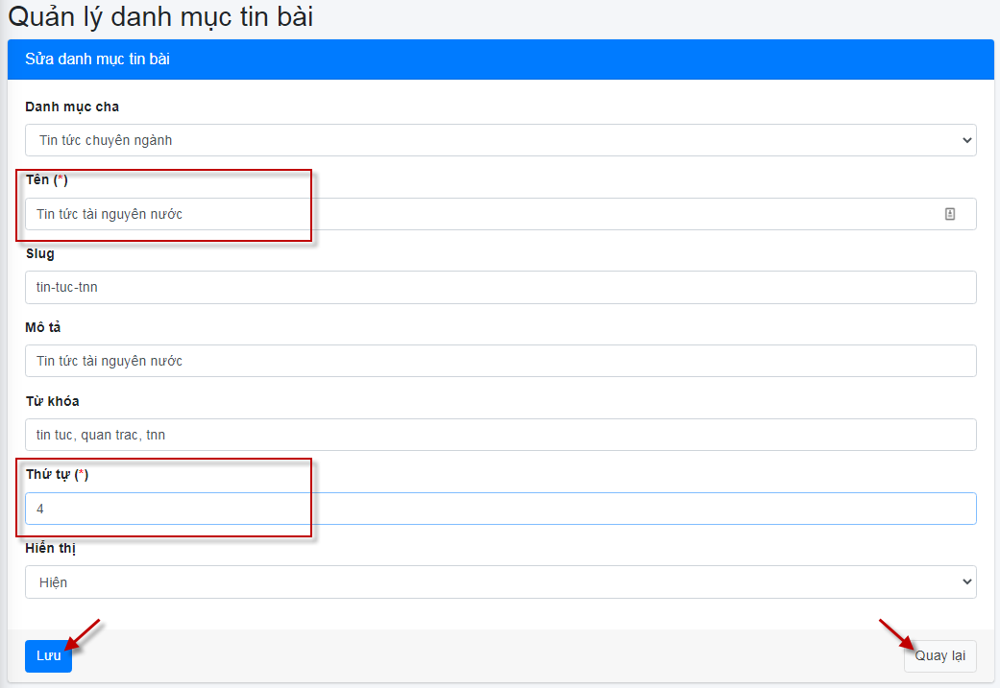 Quản lý danh mục tin bài
Sửa danh mục tin bài
Danh mục cha
Tin tức chuyên ngành
Tên (*)
Tin tức tài nguyên nước
Slug
tin-tuc-tnn
Mô tả
Tin tức tài nguyên nước
Từ khóa
tin tuc, quan trac, tnn
Thứ tự (*)
4
Hiển thị
Hiện
Lưu
Quay lại